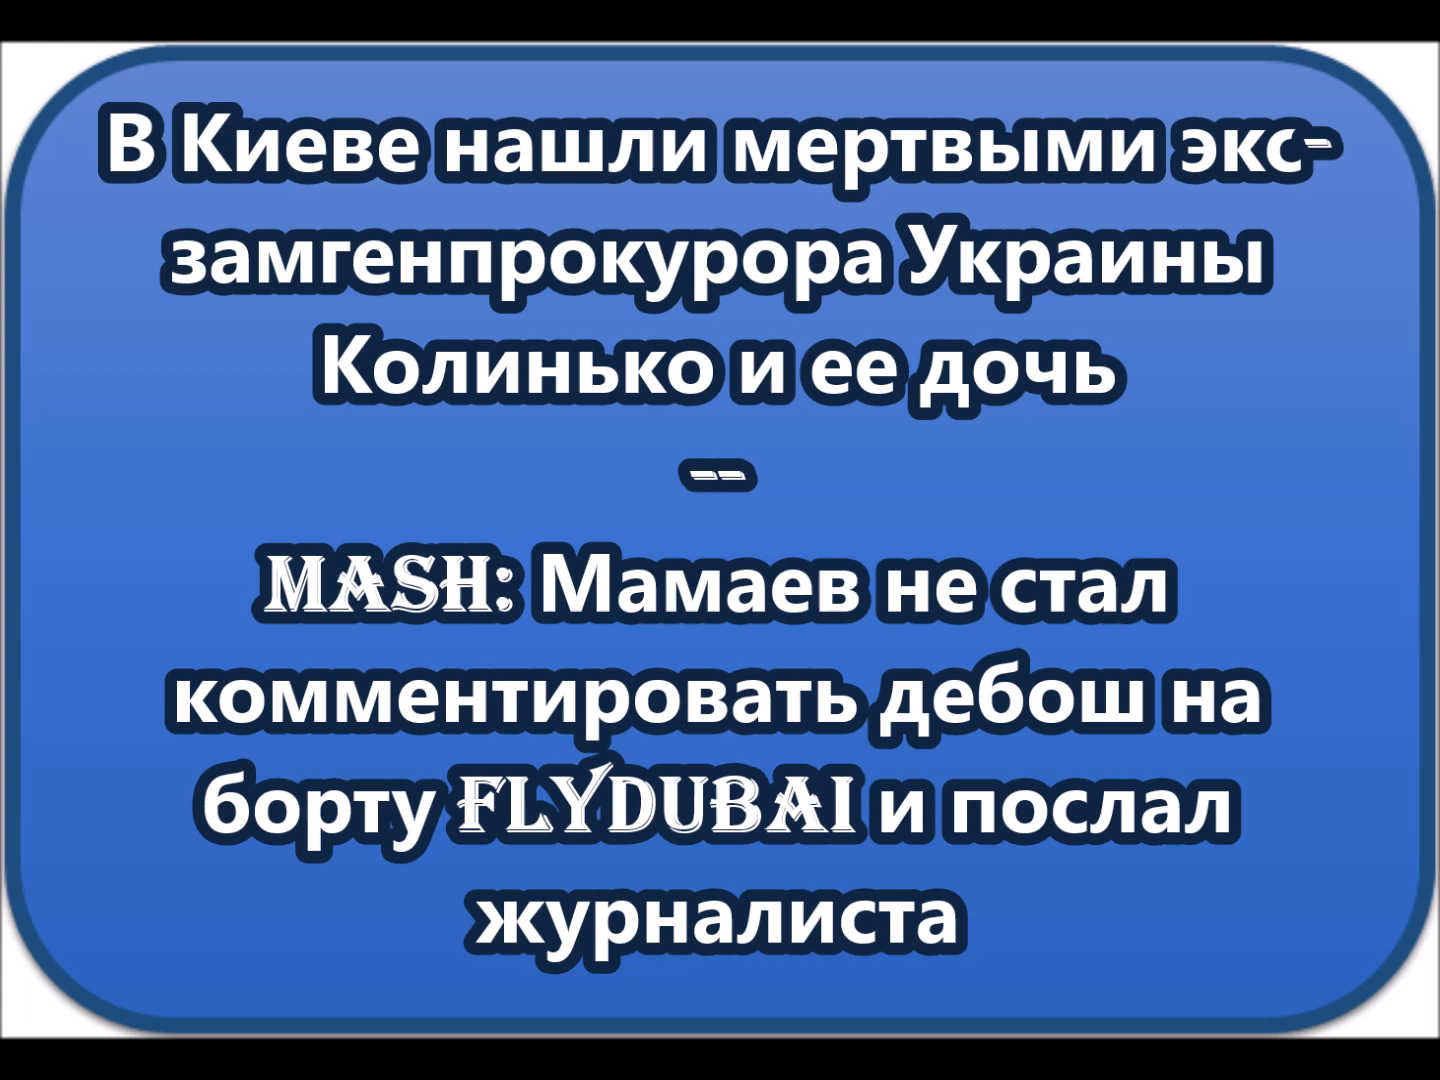 В Киеве нашли мертвыми экс-
замгенпрокурора Украины
Колинько и ее дочь
--
MASH: Мамаев не стал
комментировать дебош на
борту FLYDUBAI и послал
журналиста